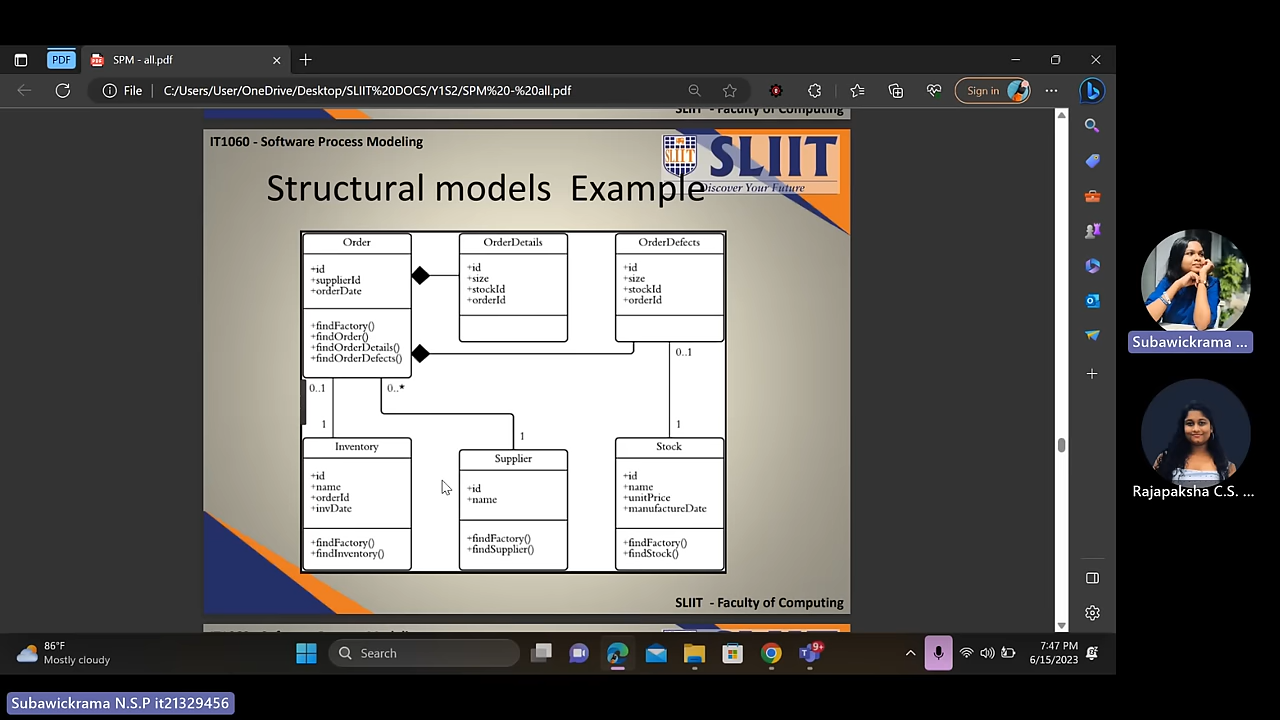 PDF
SPM - all.pdf
File
C:/Users/User/OneDrive/Desktop/SLIIT%20DOCS/Y1S2/SPM%20-%20all.pdf
Sign in
SLIIT - Faculty of Computing
IT1060 - Software Process Modeling
SLIIT
SLIIT
Discover Your Future
Structural models Example
Order
+id
+supplierId
+orderDate
+findFactory()
+findOrder()
+findOrderDetails()
+findOrderDefects()
OrderDetails
+id
+size
+stockId
+orderId
OrderDefects
+id
+size
+stockId
+orderId
0..1
0..*
0..1
1
1
1
Inventory
+id
+name
+orderId
+invDate
+findFactory()
+findInventory()
Supplier
+id
+name
+findFactory()
+findSupplier()
Stock
+id
+name
+unitPrice
+manufactureDate
+findFactory()
+findStock()
SLIIT - Faculty of Computing
Subawickrama ...
Rajapaksha C.S. ...
86°F
Mostly cloudy
Search
9+
7:47 PM
6/15/2023
Subawickrama N.S.P it21329456